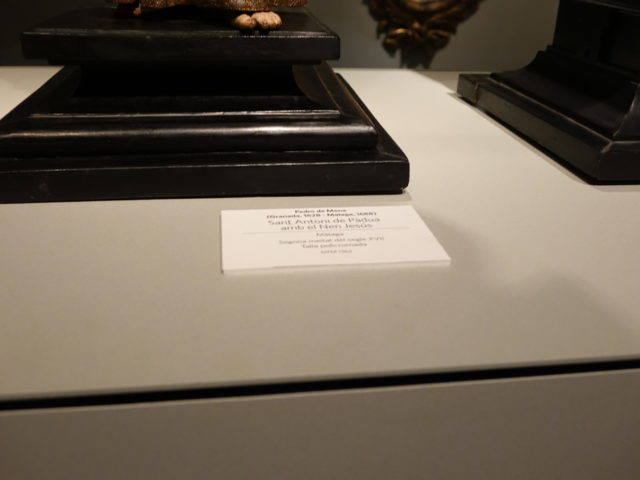 Pedro de Mena
(Granada, 1628 - Màlaga, 1688)
Sant Antoni de Pàdua
amb el Nen Jesús
Màlaga
Segona meitat del segle XVII
Talla policromada